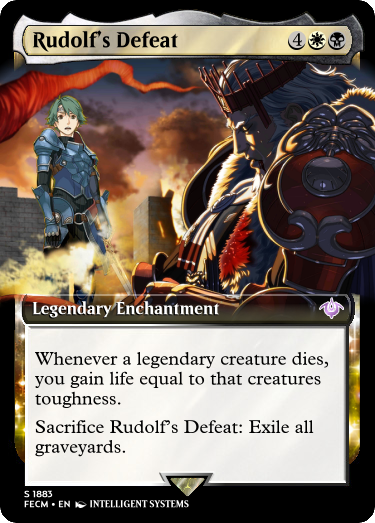 Rudolf's Defeat 4
Legendary Enchantment
Whenever a legendary creature dies,
you gain life equal to that creatures
toughness.
Sacrifice Rudolf's Defeat: Exile all
graveyards.
S 1883
FECM • EN INTELLIGENT SYSTEMS